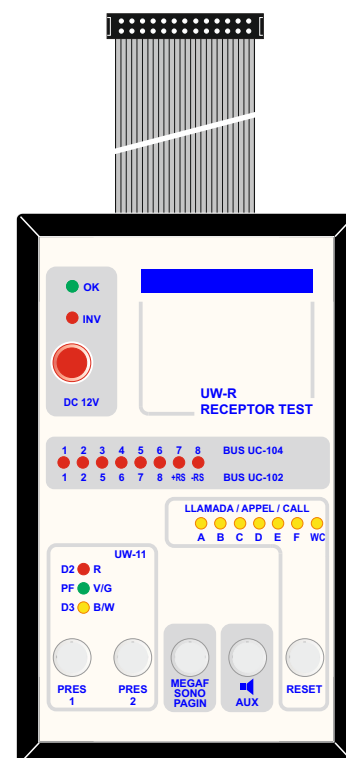 OK
INV
DC 12V
UW-R
RECEPTOR TEST
1 2 3 4 5 6 7 8 BUS UC-104
1 2 5 6 7 8 +RS -RS BUS UC-102
LLAMADA / APPEL / CALL
A B C D E F WC
UW-11
D2 R
PF V/G
D3 B/W
PRES
1
PRES
2
MEGAF
SONO
PAGIN
AUX
RESET